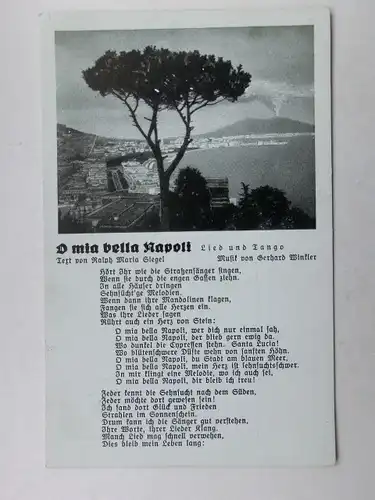 O mia bella Napoli Lied und Tango
Text von Ralph Maria Siegel Musik von Gerhard Winkler
Hört Ihr wie die Straßensänger singen,
Wenn sie durch die engen Gassen ziehn.
In alle Häuser dringen
Sehnsücht'ge Melodien.
Wenn dann ihre Mandolinen klagen,
Fangen sie sich alle Herzen ein.
Was ihre Lieder sagen
Rührt auch ein Herz von Stein:
O mia bella Napoli, wer dich nur einmal sah,
O mia bella Napoli, der blieb gern ewig da.
Wo dunkel die Cypressen stehn. Santa Lucia!
Wo blütenschwere Düfte wehn von sanften Höhn.
O mia bella Napoli, du Stadt am blauen Meer,
O mia bella Napoli, mein Herz ist sehnsuchtsschwer.
In mir klingt eine Melodie, wo ich auch sei,
O mia bella Napoli, dir bleib ich treu!
Jeder kennt die Sehnsucht nach dem Süden,
Jeder möchte dort gewesen sein!
Ich fand dort Glück und Frieden
Strahlen im Sonnenschein.
Drum kann ich die Sänger gut verstehen,
Ihre Worte, ihrer Lieder Klang.
Manch Lied mag schnell verwehen,
Dies bleib mein Leben lang: